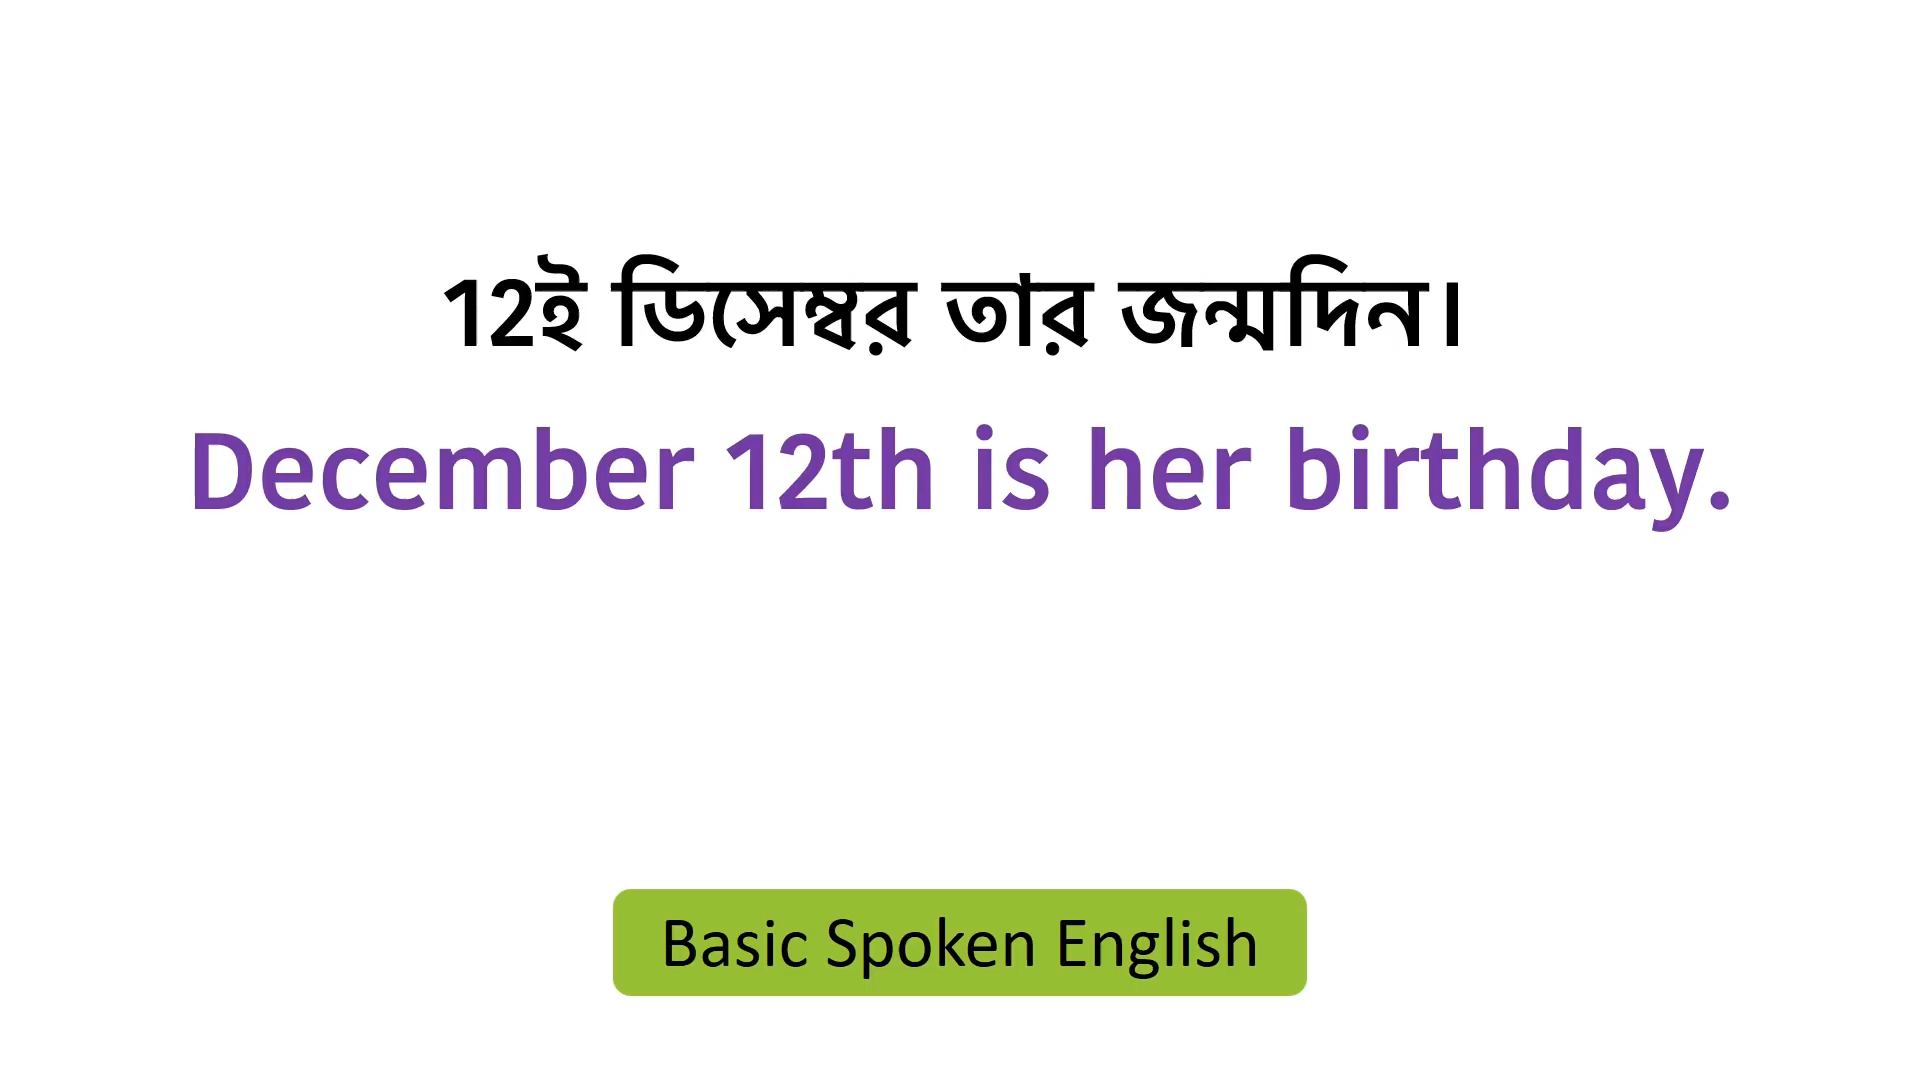 12ই ডিসেম্বর তার জন্মদিন।
December 12th is her birthday.
Basic Spoken English